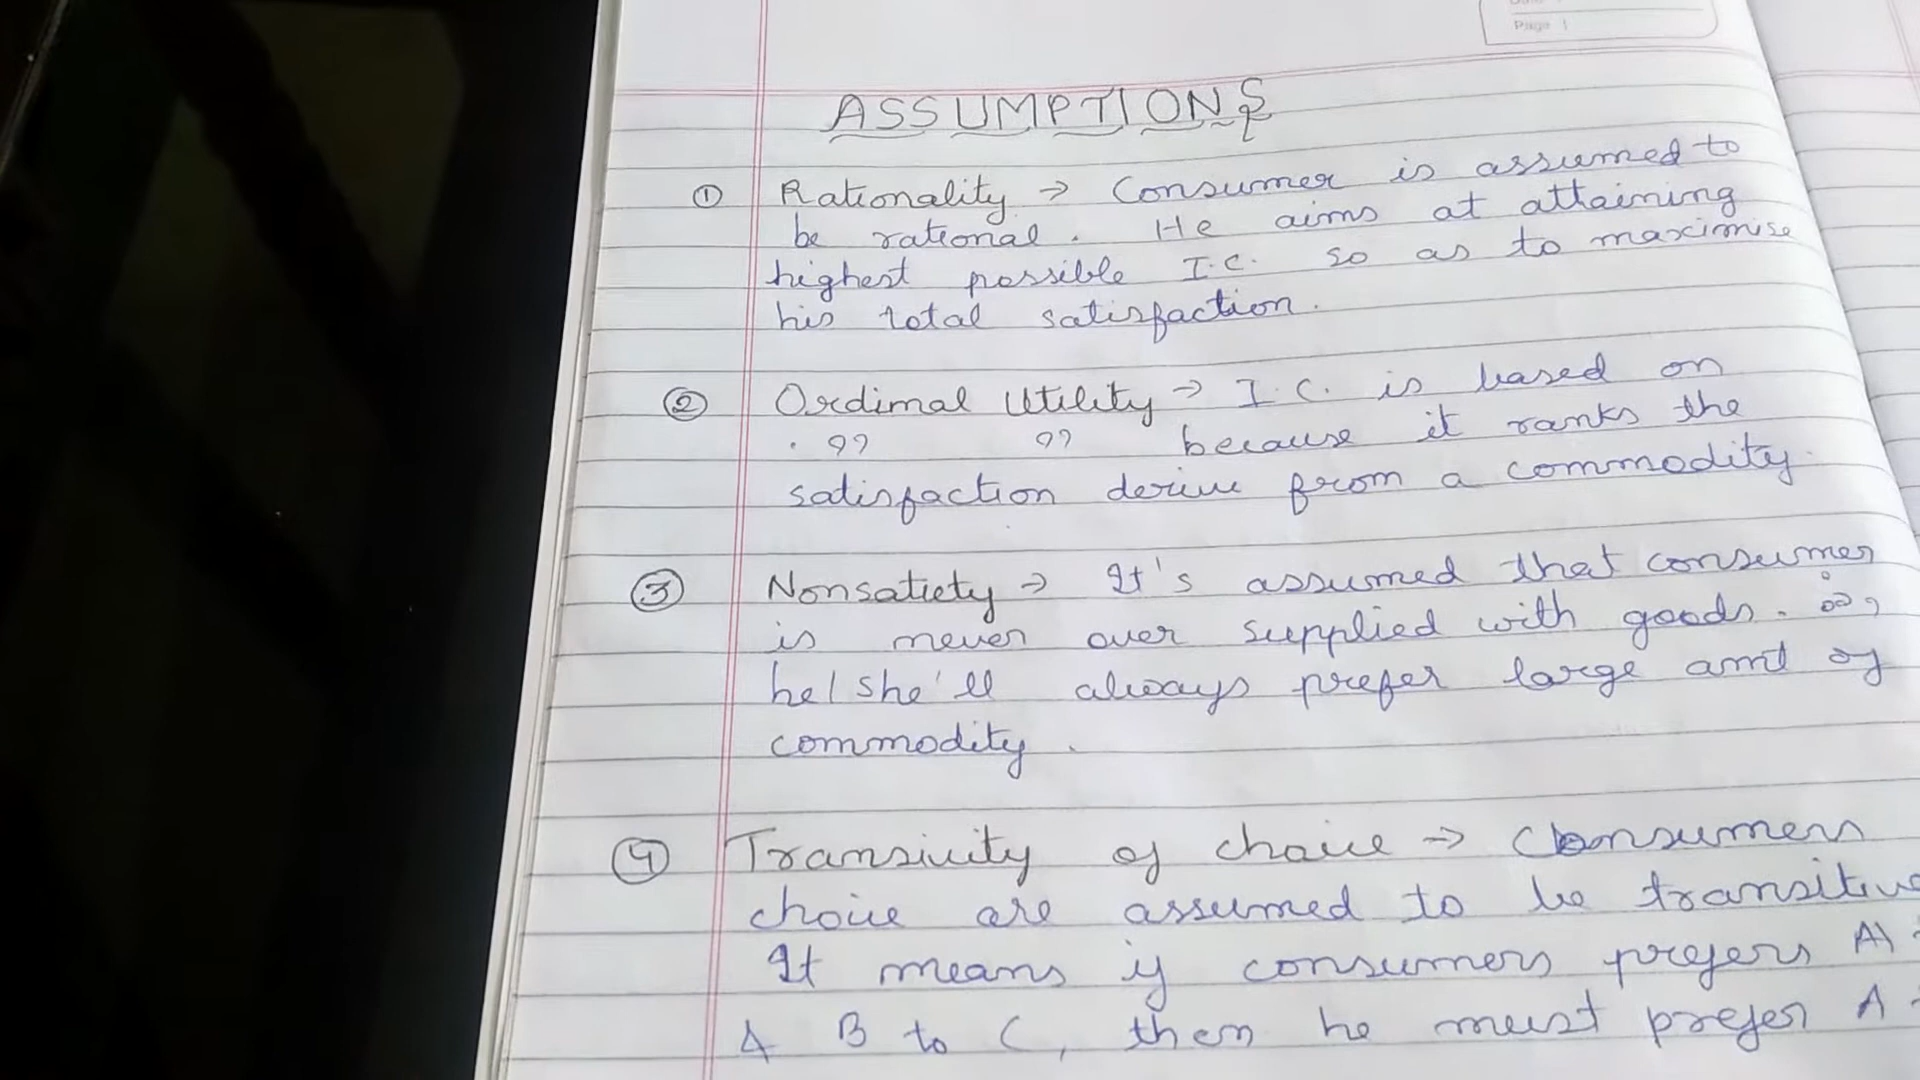 Page
ASSUMPTIONS
① Rationality → Consumer is assumed to
be rational. He aims at attaining
highest possible I.C. so as to maximise
his total satisfaction.
② Ordinal Utility → I.C. is based on
" " because it ranks the
satisfaction derive from a commodity.
③ Nonsatiety → It's assumed that consumer
is never over supplied with goods. ∴,
he/she'll always prefer large amt of
commodity.
④ Transivity of choice → Consumers
choice are assumed to be transitive
It means if consumers prefers A
& B to C, then he must prefer A